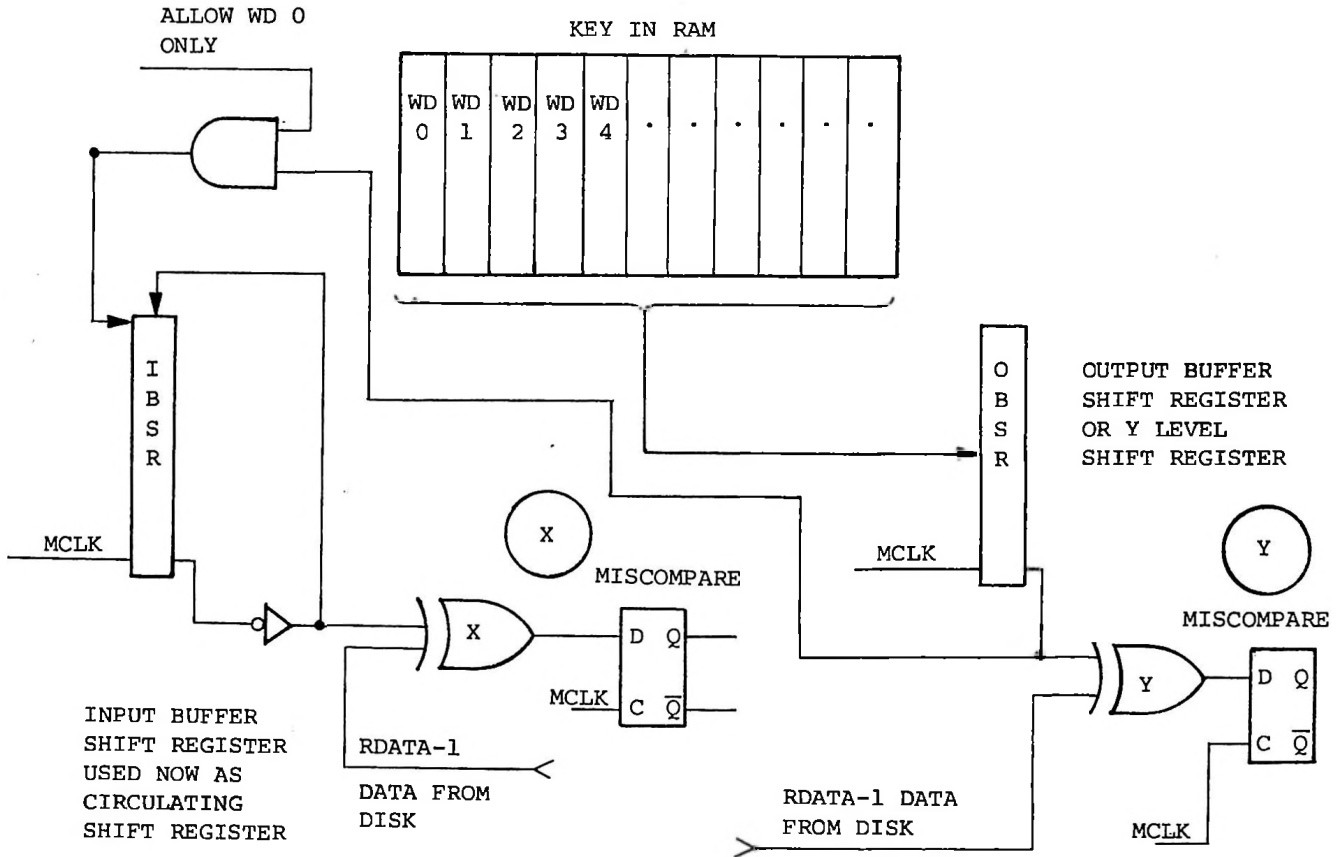 ALLOW WD 0
ONLY
KEY IN RAM
WD WD WD WD WD . . . . . .
0 1 2 3 4
I
B
S
R
MCLK
O
B
S
R
MCLK
OUTPUT BUFFER
SHIFT REGISTER
OR Y LEVEL
SHIFT REGISTER
X
MISCOMPARE
Y
MISCOMPARE
X
D Q
MCLK C Q̅
Y
D Q
C Q̅
MCLK
INPUT BUFFER
SHIFT REGISTER
USED NOW AS
CIRCULATING
SHIFT REGISTER
RDATA-1
DATA FROM
DISK
RDATA-1 DATA
FROM DISK